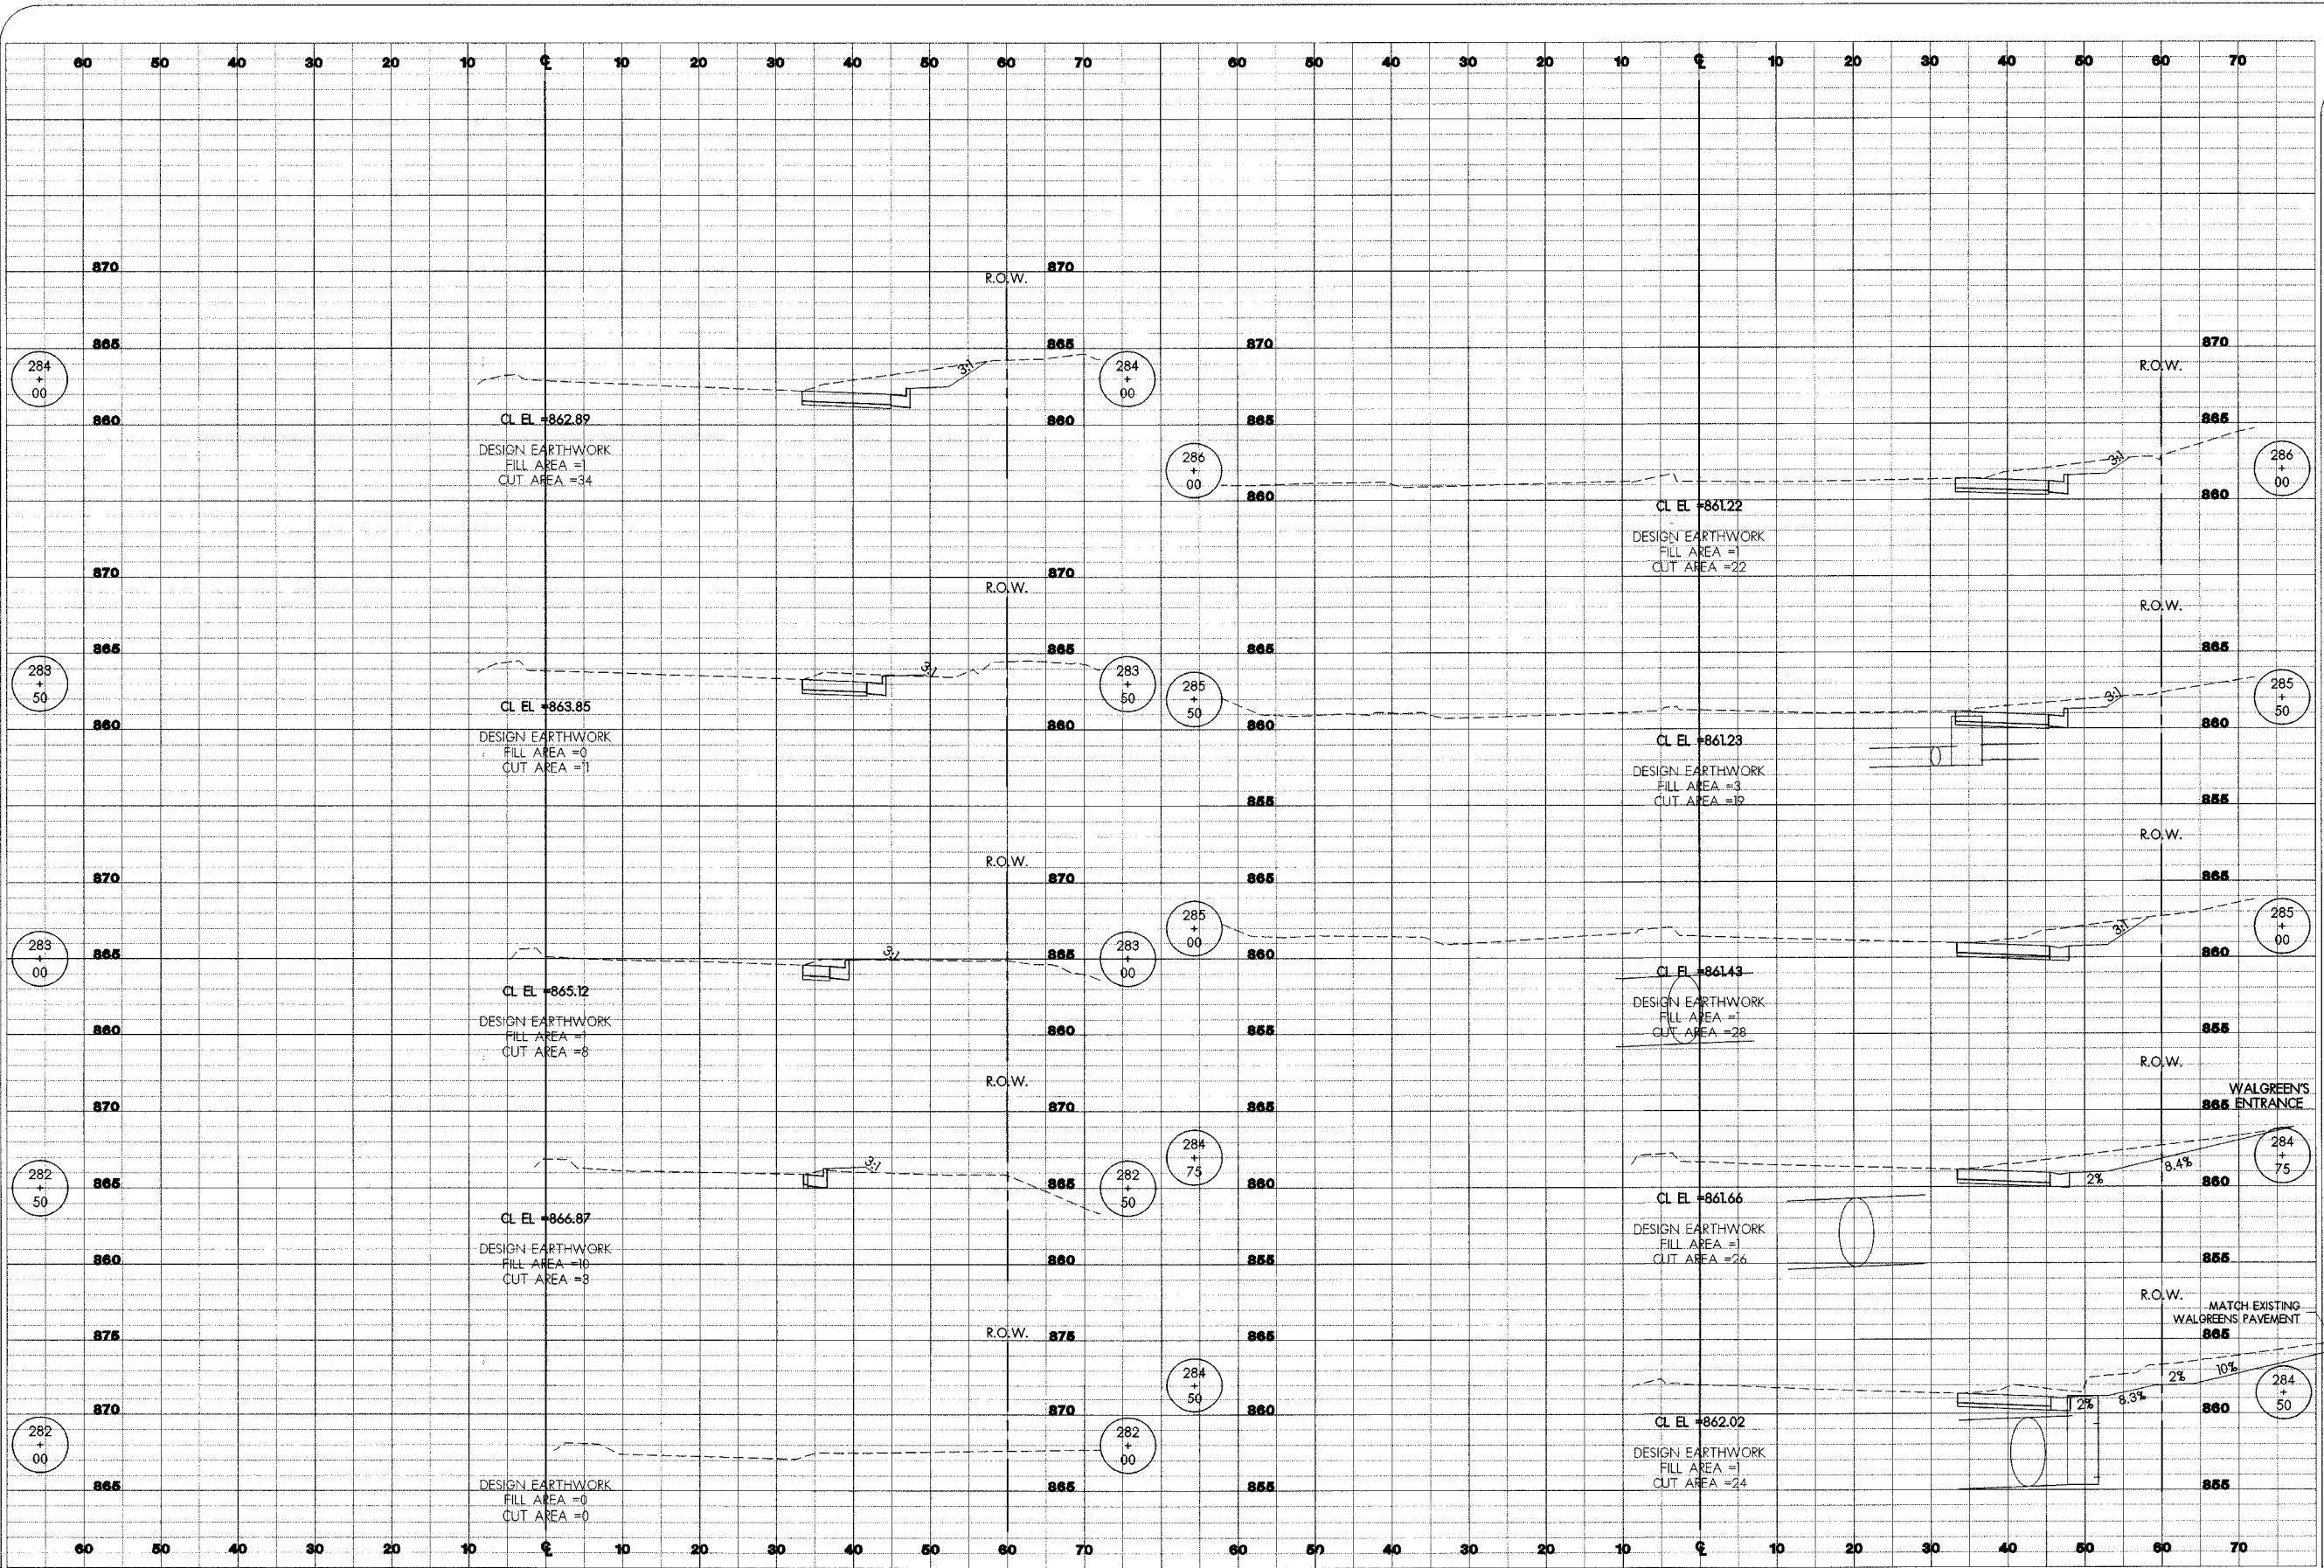 60 50 40 30 20 10 ℄ 10 20 30 40 50 60 70 60 50 40 30 20 10 ℄ 10 20 30 40 50 60 70
870 870
R.O.W.
865 865
284
+
00
284
+
00
3:1
860 860
CL EL =862.89
DESIGN EARTHWORK
FILL AREA =1
CUT AREA =34
870 870
R.O.W.
865 865
283
+
50
283
+
50
3:1
860 860
CL EL =863.85
DESIGN EARTHWORK
FILL AREA =0
CUT AREA =11
R.O.W.
870 870
865 865
283
+
00
283
+
00
3:1
CL EL =865.12
860 860
DESIGN EARTHWORK
FILL AREA =1
CUT AREA =8
R.O.W.
870 870
865 865
282
+
50
282
+
50
3:1
CL EL =866.87
860 860
DESIGN EARTHWORK
FILL AREA =10
CUT AREA =3
875 875
R.O.W.
870 870
282
+
00
282
+
00
865 865
DESIGN EARTHWORK
FILL AREA =0
CUT AREA =0
870 870
R.O.W.
865 865
286
+
00
286
+
00
3:1
860 860
CL EL =861.22
DESIGN EARTHWORK
FILL AREA =1
CUT AREA =22
R.O.W.
865 865
285
+
50
285
+
50
3:1
860 860
CL EL =861.23
DESIGN EARTHWORK
FILL AREA =3
CUT AREA =19
855 855
R.O.W.
865 865
285
+
00
285
+
00
3:1
860 860
CL EL =861.43
DESIGN EARTHWORK
FILL AREA =1
CUT AREA =28
855 855
R.O.W.
WALGREEN'S
ENTRANCE
865 865
284
+
75
284
+
75
8.4%
2%
860 860
CL EL =861.66
DESIGN EARTHWORK
FILL AREA =1
CUT AREA =26
855 855
R.O.W.
MATCH EXISTING
WALGREENS PAVEMENT
865 865
284
+
50
284
+
50
10%
2%
8.3%
2%
860 860
CL EL =862.02
DESIGN EARTHWORK
FILL AREA =1
CUT AREA =24
855 855
60 50 40 30 20 10 ℄ 10 20 30 40 50 60 70 60 50 40 30 20 10 ℄ 10 20 30 40 50 60 70